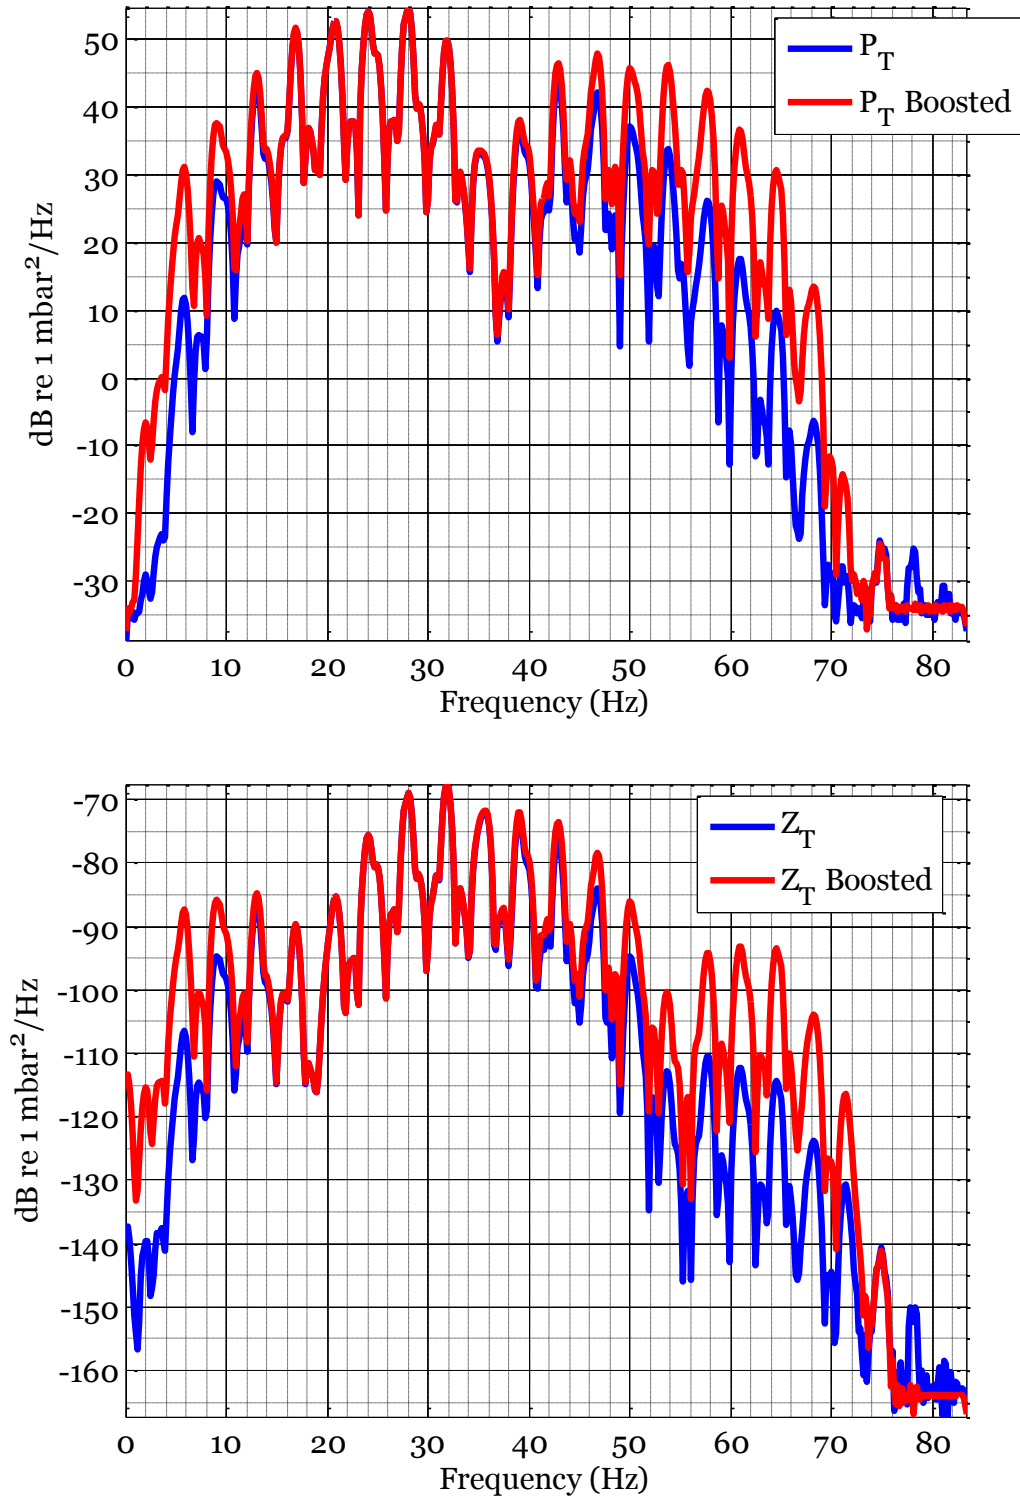 50
40
30
20
10
0
-10
-20
-30
dB re 1 mbar²/Hz
P_T
P_T Boosted
0 10 20 30 40 50 60 70 80
Frequency (Hz)
-70
-80
-90
-100
-110
-120
-130
-140
-150
-160
dB re 1 mbar²/Hz
Z_T
Z_T Boosted
0 10 20 30 40 50 60 70 80
Frequency (Hz)